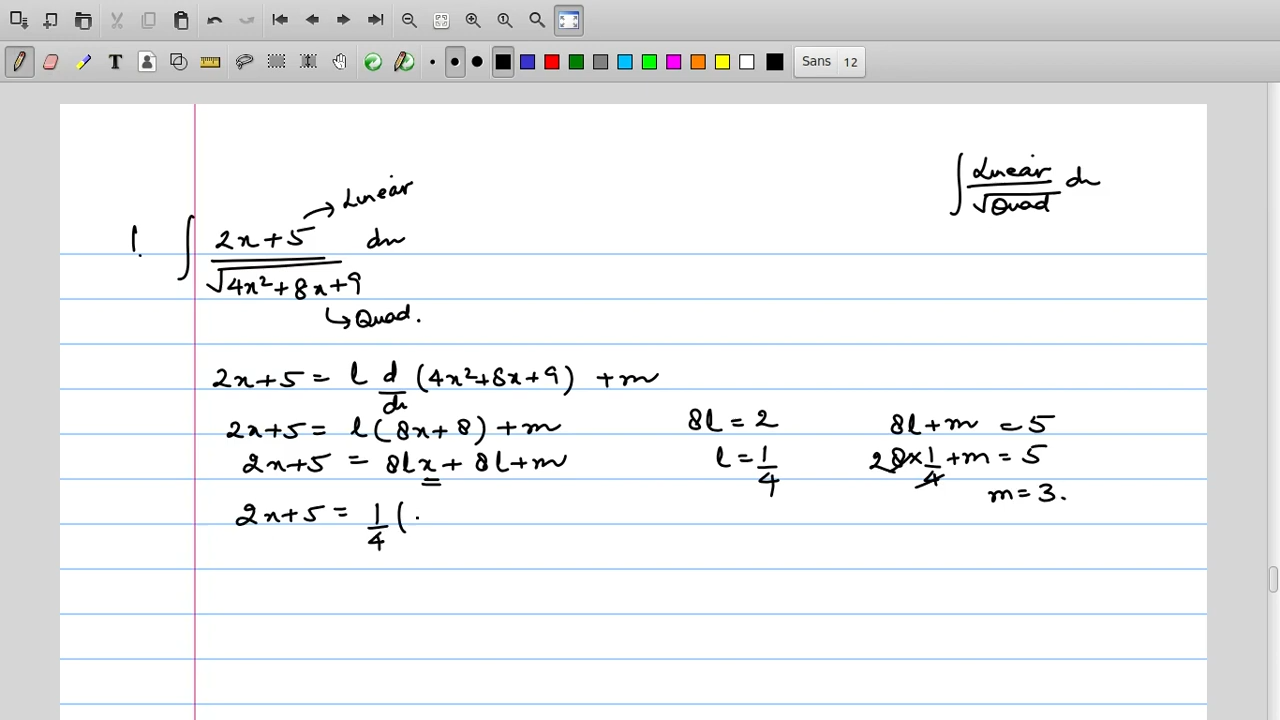 Sans 12
∫ Linear/√Quad dx
→ Linear
1. ∫ (2x+5)/√(4x²+8x+9) dx
↳ Quad.
2x+5 = l d/dx (4x²+8x+9) +m
2x+5 = l(8x+8)+m 8l = 2 8l+m = 5
2x+5 = 8lx + 8l+m l = 1/4 2 8×1/4 +m = 5
m = 3.
2x+5 = 1/4 (